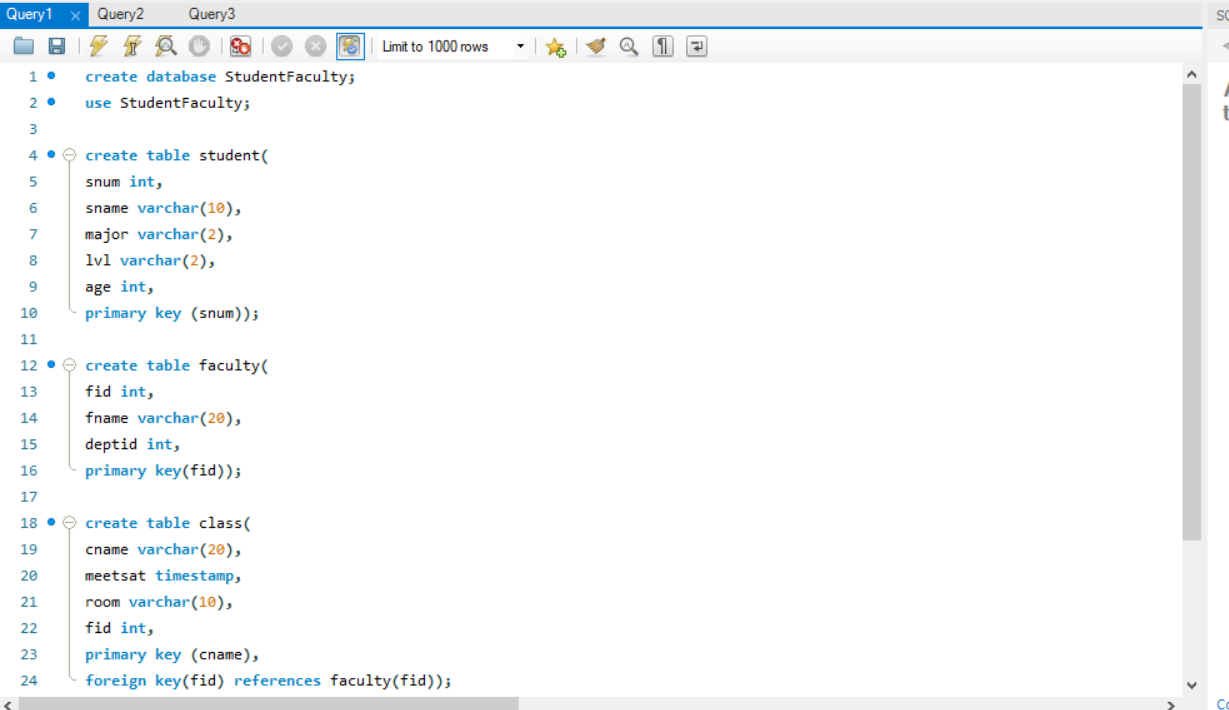 Query1 × Query2 Query3
Limit to 1000 rows
1 create database StudentFaculty;
2 use StudentFaculty;
3
4 create table student(
5 snum int,
6 sname varchar(10),
7 major varchar(2),
8 lvl varchar(2),
9 age int,
10 primary key (snum));
11
12 create table faculty(
13 fid int,
14 fname varchar(20),
15 deptid int,
16 primary key(fid));
17
18 create table class(
19 cname varchar(20),
20 meetsat timestamp,
21 room varchar(10),
22 fid int,
23 primary key (cname),
24 foreign key(fid) references faculty(fid));